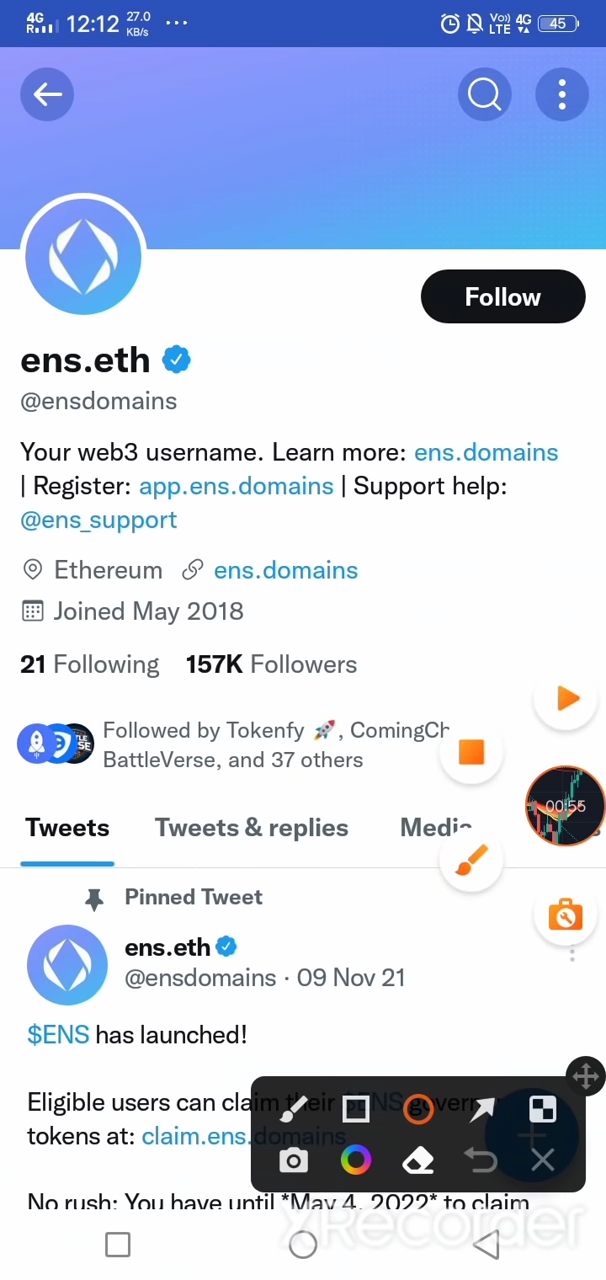 4G R 12:12 27.0 KB/s ... Vo) LTE 4G 45
Follow
ens.eth
@ensdomains
Your web3 username. Learn more: ens.domains
| Register: app.ens.domains | Support help:
@ens_support
Ethereum ens.domains
Joined May 2018
21 Following 157K Followers
Followed by Tokenfy 🚀, ComingCh
BattleVerse, and 37 others
00:55
Tweets Tweets & replies Media
Pinned Tweet
ens.eth
@ensdomains · 09 Nov 21
$ENS has launched!
Eligible users can claim their $ENS govern
tokens at: claim.ens.domains
No rush: You have until *May 4, 2022* to claim
XRecorder